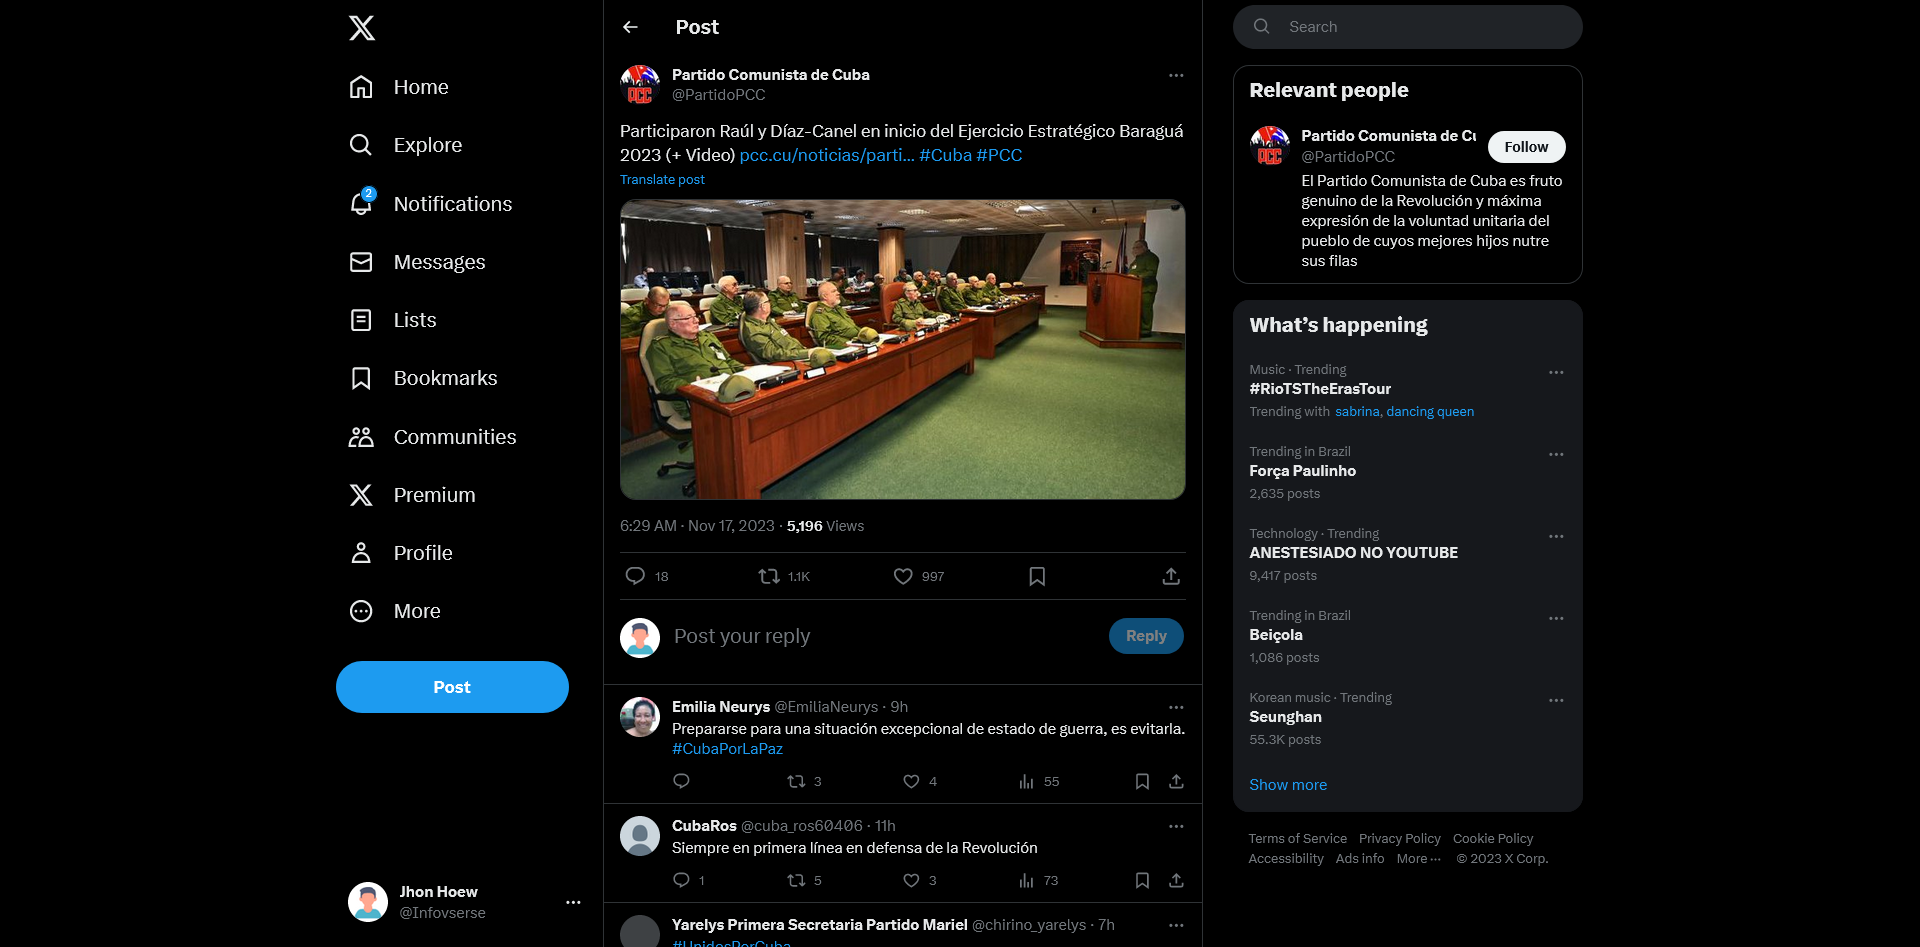 Home
Explore
2
Notifications
Messages
Lists
Bookmarks
Communities
Premium
Profile
More
Post
Jhon Hoew
@Infovserse
Post
Partido Comunista de Cuba
@PartidoPCC
Participaron Raúl y Díaz-Canel en inicio del Ejercicio Estratégico Baraguá
2023 (+ Video) pcc.cu/noticias/parti... #Cuba #PCC
Translate post
6:29 AM · Nov 17, 2023 · 5,196 Views
18 1.1K 997
Post your reply
Reply
Emilia Neurys @EmiliaNeurys · 9h
Prepararse para una situación excepcional de estado de guerra, es evitarla.
#CubaPorLaPaz
3 4 55
CubaRos @cuba_ros60406 · 11h
Siempre en primera línea en defensa de la Revolución
1 5 3 73
Yarelys Primera Secretaria Partido Mariel @chirino_yarelys · 7h
#UnidosPorCuba
Search
Relevant people
PCC
Partido Comunista de Cu
@PartidoPCC
Follow
El Partido Comunista de Cuba es fruto
genuino de la Revolución y máxima
expresión de la voluntad unitaria del
pueblo de cuyos mejores hijos nutre
sus filas
What's happening
Music · Trending
#RioTSTheErasTour
Trending with sabrina, dancing queen
Trending in Brazil
Força Paulinho
2,635 posts
Technology · Trending
ANESTESIADO NO YOUTUBE
9,417 posts
Trending in Brazil
Beiçola
1,086 posts
Korean music · Trending
Seunghan
55.3K posts
Show more
Terms of Service Privacy Policy Cookie Policy
Accessibility Ads info More ··· © 2023 X Corp.